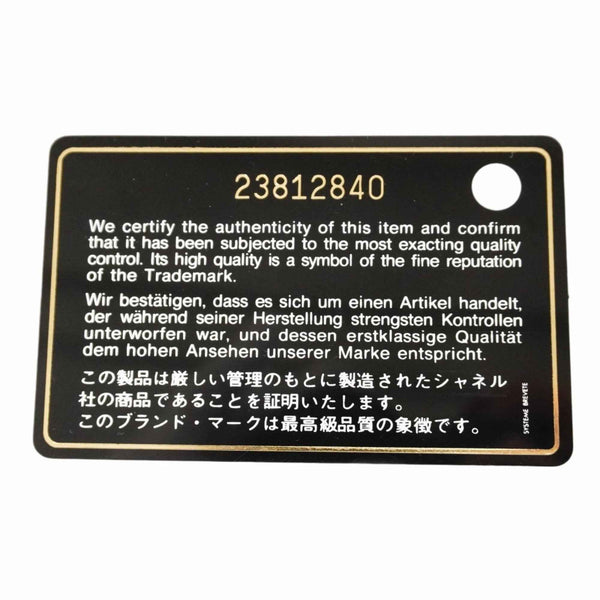 23812840
We certify the authenticity of this item and confirm
that it has been subjected to the most exacting quality
control. Its high quality is a symbol of the fine reputation
of the Trademark.
Wir bestätigen, dass es sich um einen Artikel handelt,
der während seiner Herstellung strengsten Kontrollen
unterworfen war, und dessen erstklassige Qualität
dem hohen Ansehen unserer Marke entspricht.
この製品は厳しい管理のもとに製造されたシャネル
社の商品であることを証明いたします。
このブランド・マークは最高級品質の象徴です。
SYSTEME BREVETE